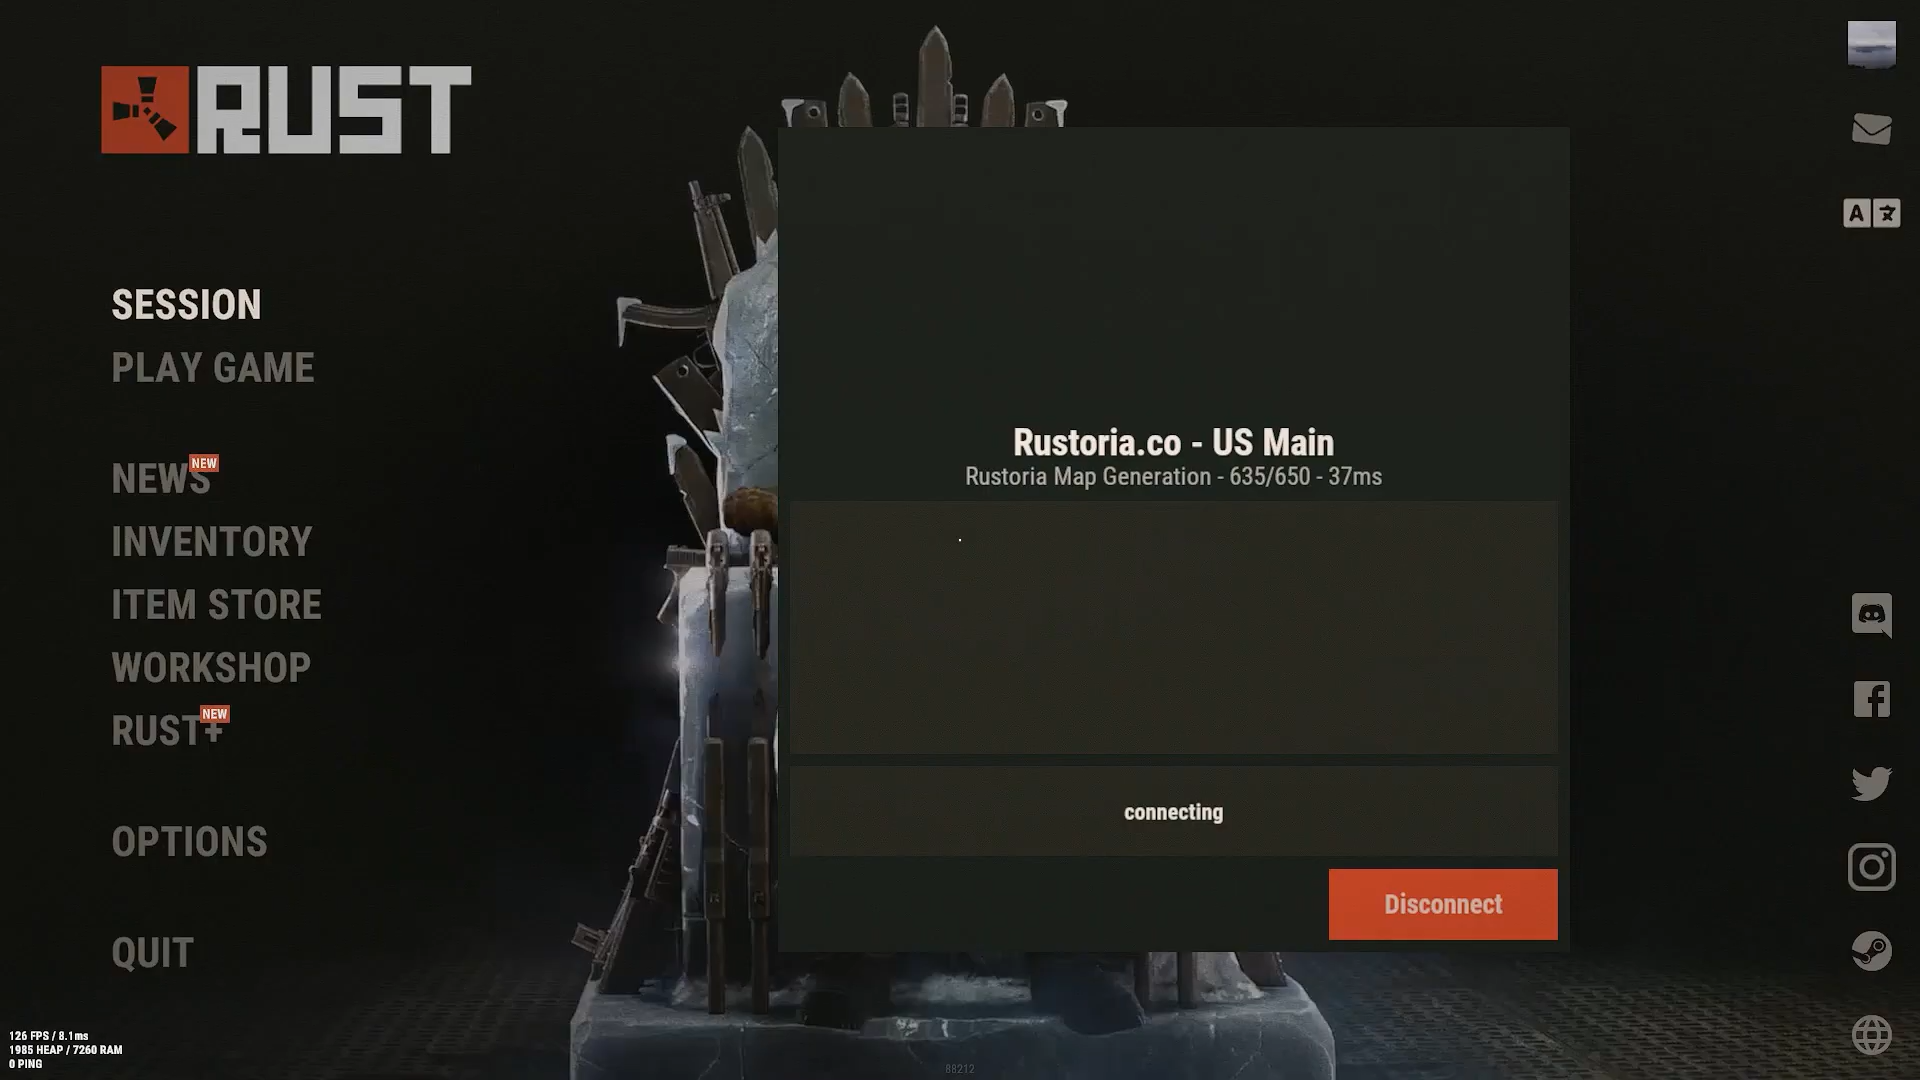 RUST
SESSION
PLAY GAME
NEWS NEW
INVENTORY
ITEM STORE
WORKSHOP
RUST+ NEW
OPTIONS
QUIT
Rustoria.co - US Main
Rustoria Map Generation - 635/650 - 37ms
connecting
Disconnect
A
126 FPS / 8.1ms
1985 HEAP / 7260 RAM
0 PING
88212